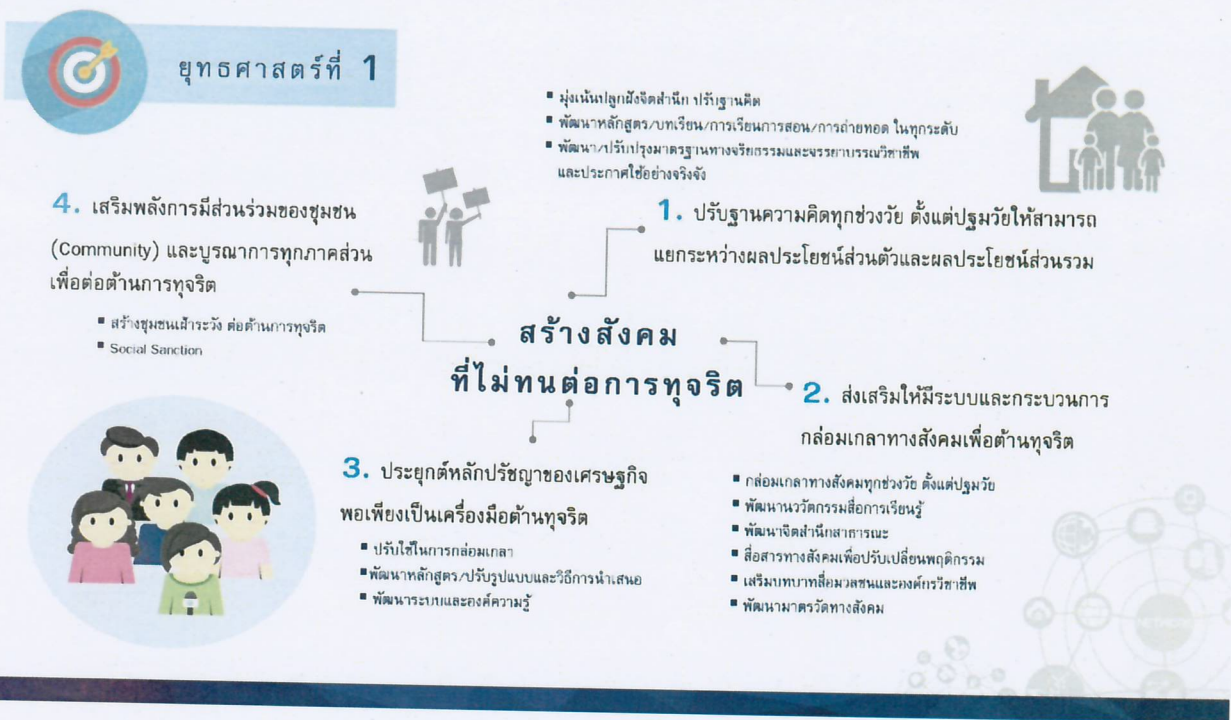 ยุทธศาสตร์ที่ 1
▪ มุ่งเน้นปลูกฝังจิตสำนึก ปรับฐานคิด
▪ พัฒนาหลักสูตร/บทเรียน/การเรียนการสอน/การถ่ายทอด ในทุกระดับ
▪ พัฒนา/ปรับปรุงมาตรฐานทางจริยธรรมและจรรยาบรรณวิชาชีพ
และประกาศใช้อย่างจริงจัง
1. ปรับฐานความคิดทุกช่วงวัย ตั้งแต่ปฐมวัยให้สามารถ
แยกระหว่างผลประโยชน์ส่วนตัวและผลประโยชน์ส่วนรวม
4. เสริมพลังการมีส่วนร่วมของชุมชน
(Community) และบูรณาการทุกภาคส่วน
เพื่อต่อต้านการทุจริต
▪ สร้างชุมชนเฝ้าระวัง ต่อต้านการทุจริต
▪ Social Sanction
สร้างสังคม
ที่ไม่ทนต่อการทุจริต
2. ส่งเสริมให้มีระบบและกระบวนการ
กล่อมเกลาทางสังคมเพื่อต้านทุจริต
▪ กล่อมเกลาทางสังคมทุกช่วงวัย ตั้งแต่ปฐมวัย
▪ พัฒนานวัตกรรมสื่อการเรียนรู้
▪ พัฒนาจิตสำนึกสาธารณะ
▪ สื่อสารทางสังคมเพื่อปรับเปลี่ยนพฤติกรรม
▪ เสริมบทบาทสื่อมวลชนและองค์กรวิชาชีพ
▪ พัฒนามาตรวัดทางสังคม
3. ประยุกต์หลักปรัชญาของเศรษฐกิจ
พอเพียงเป็นเครื่องมือต้านทุจริต
▪ ปรับใช้ในการกล่อมเกลา
▪ พัฒนาหลักสูตร/ปรับรูปแบบและวิธีการนำเสนอ
▪ พัฒนาระบบและองค์ความรู้